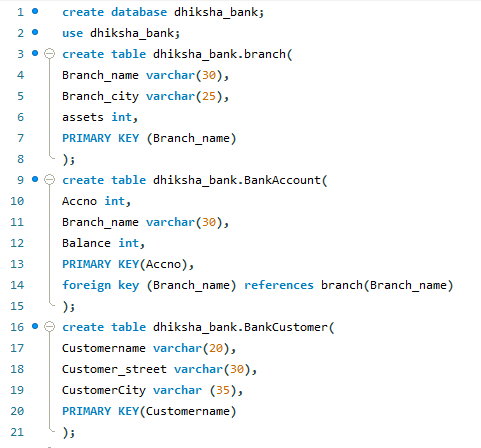 1 create database dhiksha_bank;
2 use dhiksha_bank;
3 create table dhiksha_bank.branch(
4 Branch_name varchar(30),
5 Branch_city varchar(25),
6 assets int,
7 PRIMARY KEY (Branch_name)
8 );
9 create table dhiksha_bank.BankAccount(
10 Accno int,
11 Branch_name varchar(30),
12 Balance int,
13 PRIMARY KEY(Accno),
14 foreign key (Branch_name) references branch(Branch_name)
15 );
16 create table dhiksha_bank.BankCustomer(
17 Customername varchar(20),
18 Customer_street varchar(30),
19 CustomerCity varchar (35),
20 PRIMARY KEY(Customername)
21 );